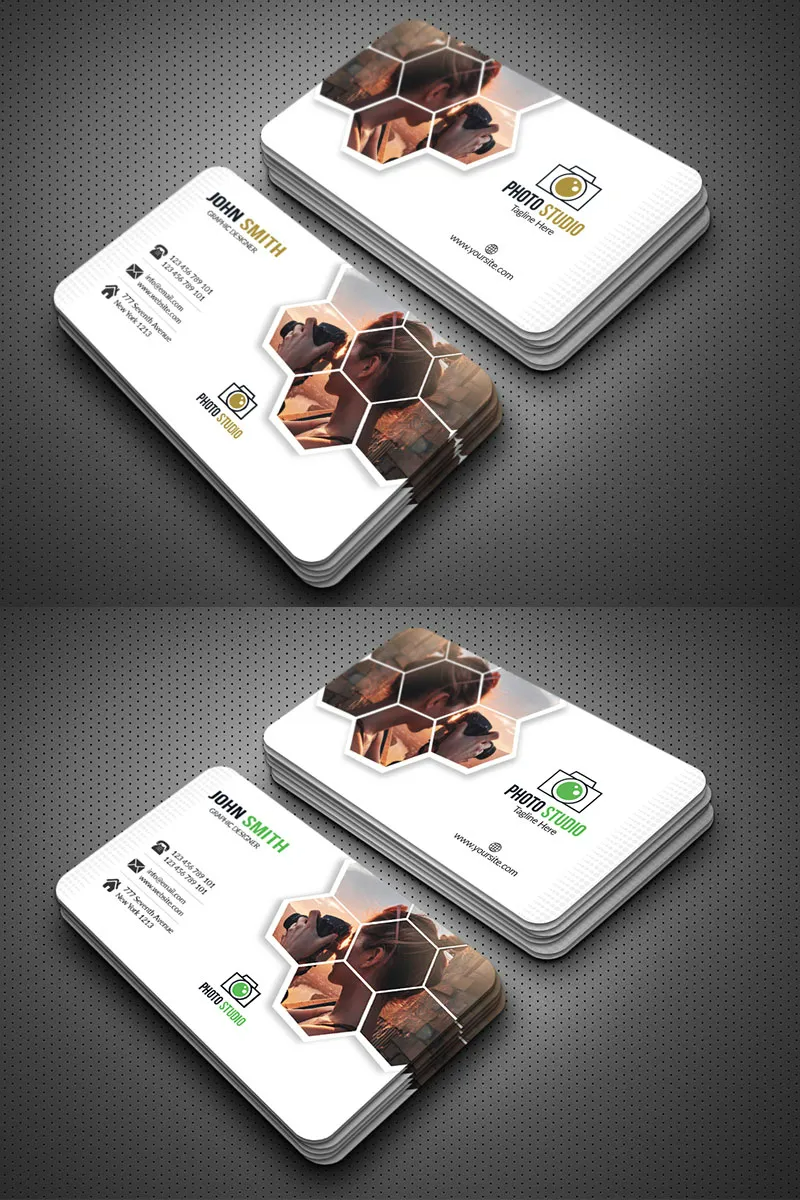 PHOTO STUDIO
Tagline Here
www.yoursite.com
JOHN SMITH
GRAPHIC DESIGNER
123 456 789 101
123 456 789 101
info@email.com
www.website.com
777 Seventh Avenue
New York 1213
PHOTO STUDIO
PHOTO STUDIO
Tagline Here
www.yoursite.com
JOHN SMITH
GRAPHIC DESIGNER
123 456 789 101
123 456 789 101
info@email.com
www.website.com
777 Seventh Avenue
New York 1213
PHOTO STUDIO